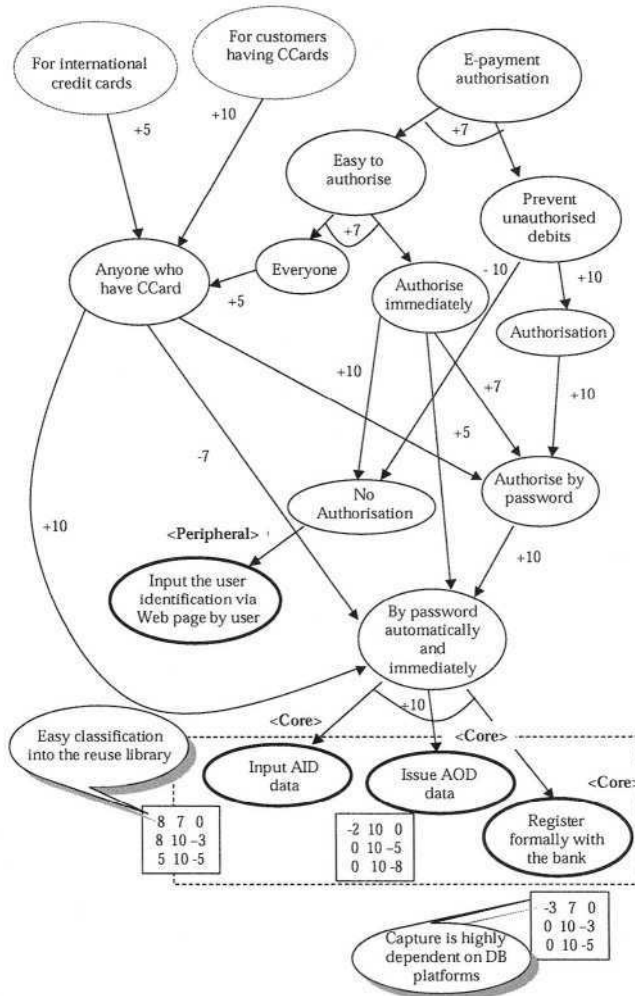 For international
credit cards
For customers
having CCards
E-payment
authorisation
+5
+10
+7
Easy to
authorise
Prevent
unauthorised
debits
+7
Anyone who
have CCard
Everyone
+5
Authorise
immediately
- 10
+10
Authorisation
+10
+7
+10
+5
-7
No
Authorisation
Authorise by
password
+10
<Peripheral>
+10
Input the user
identification via
Web page by user
By password
automatically
and
immediately
+10
<Core>
<Core>
<Core>
Easy classification
into the reuse library
Input AID
data
Issue AOD
data
Register
formally with
the bank
8 7 0
8 10 –3
5 10 -5
-2 10 0
0 10 –5
0 10 -8
-3 7 0
0 10 –3
0 10 -5
Capture is highly
dependent on DB
platforms